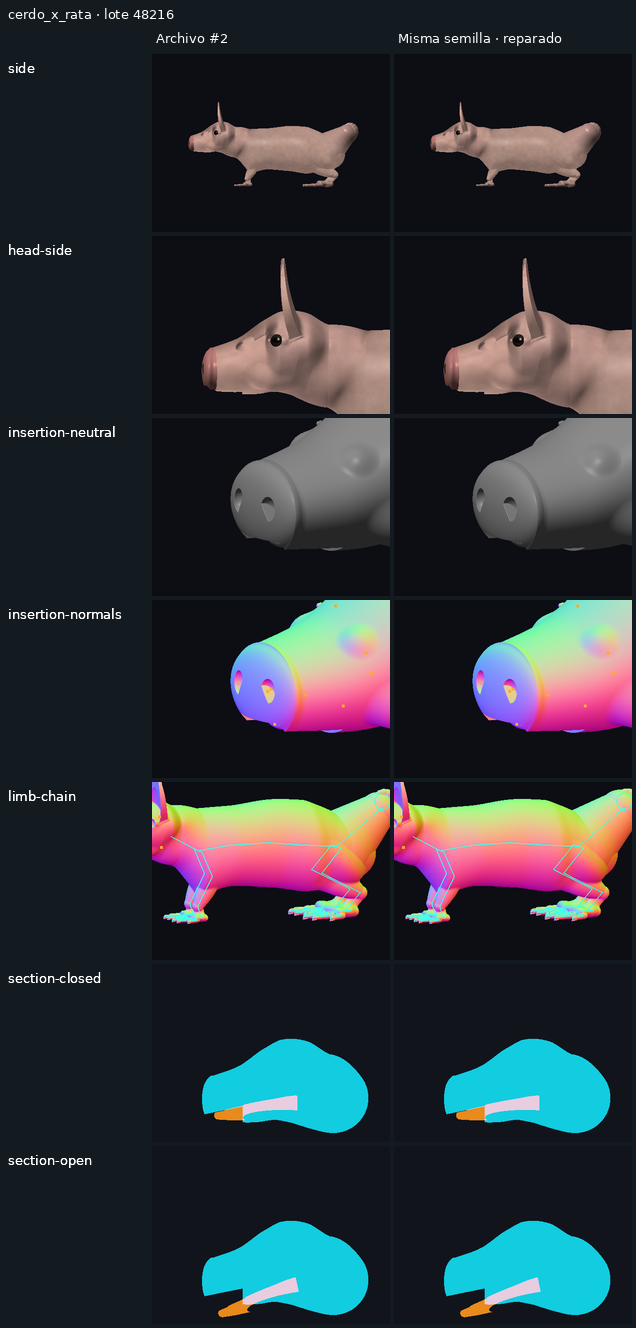 cerdo_x_rata · lote 48216
Archivo #2
Misma semilla · reparado
side
head-side
insertion-neutral
insertion-normals
limb-chain
section-closed
section-open